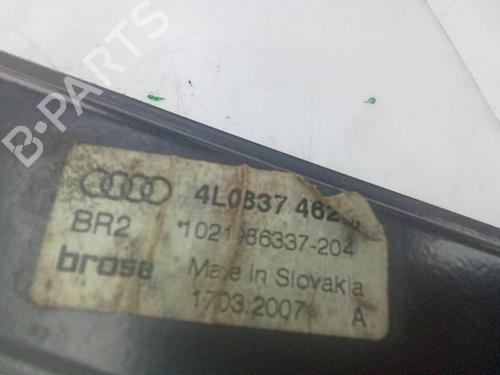 B-PARTS
4L0837 462
BR2
1021986337-204
brose
Made in Slovakia
17.03.2007
A